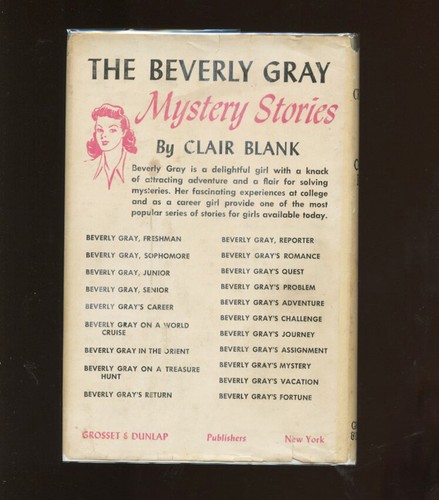 THE BEVERLY GRAY
Mystery Stories
By CLAIR BLANK
Beverly Gray is a delightful girl with a knack
of attracting adventure and a flair for solving
mysteries. Her fascinating experiences at college
and as a career girl provide one of the most
popular series of stories for girls available today.
BEVERLY GRAY, FRESHMAN
BEVERLY GRAY, SOPHOMORE
BEVERLY GRAY, JUNIOR
BEVERLY GRAY, SENIOR
BEVERLY GRAY'S CAREER
BEVERLY GRAY ON A WORLD
CRUISE
BEVERLY GRAY IN THE ORIENT
BEVERLY GRAY ON A TREASURE
HUNT
BEVERLY GRAY'S RETURN
BEVERLY GRAY, REPORTER
BEVERLY GRAY'S ROMANCE
BEVERLY GRAY'S QUEST
BEVERLY GRAY'S PROBLEM
BEVERLY GRAY'S ADVENTURE
BEVERLY GRAY'S CHALLENGE
BEVERLY GRAY'S JOURNEY
BEVERLY GRAY'S ASSIGNMENT
BEVERLY GRAY'S MYSTERY
BEVERLY GRAY'S VACATION
BEVERLY GRAY'S FORTUNE
GROSSET & DUNLAP Publishers New York